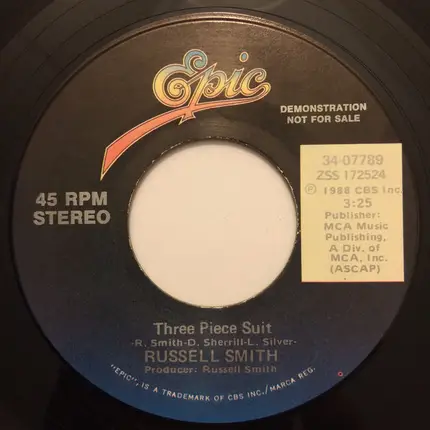 Epic
DEMONSTRATION
NOT FOR SALE
45 RPM
STEREO
34-07789
ZSS 172524
Ⓟ 1988 CBS Inc.
3:25
Publisher:
MCA Music
Publishing,
A Div. of
MCA, Inc.
(ASCAP)
Three Piece Suit
-R. Smith-D. Sherrill-L. Silver-
RUSSELL SMITH
Producer: Russell Smith
"EPIC", IS A TRADEMARK OF CBS INC./MARCA REG.